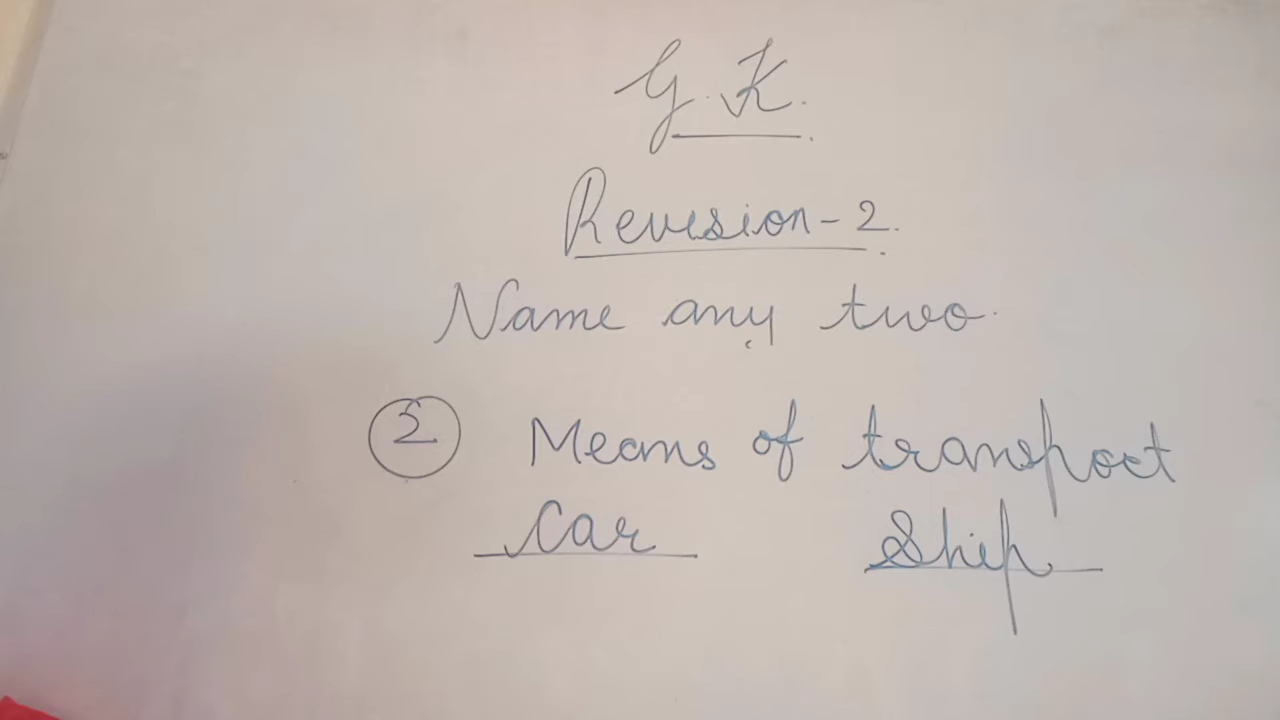 G.K.
Revision-2.
Name any two.
2 Means of transport
Car Ship